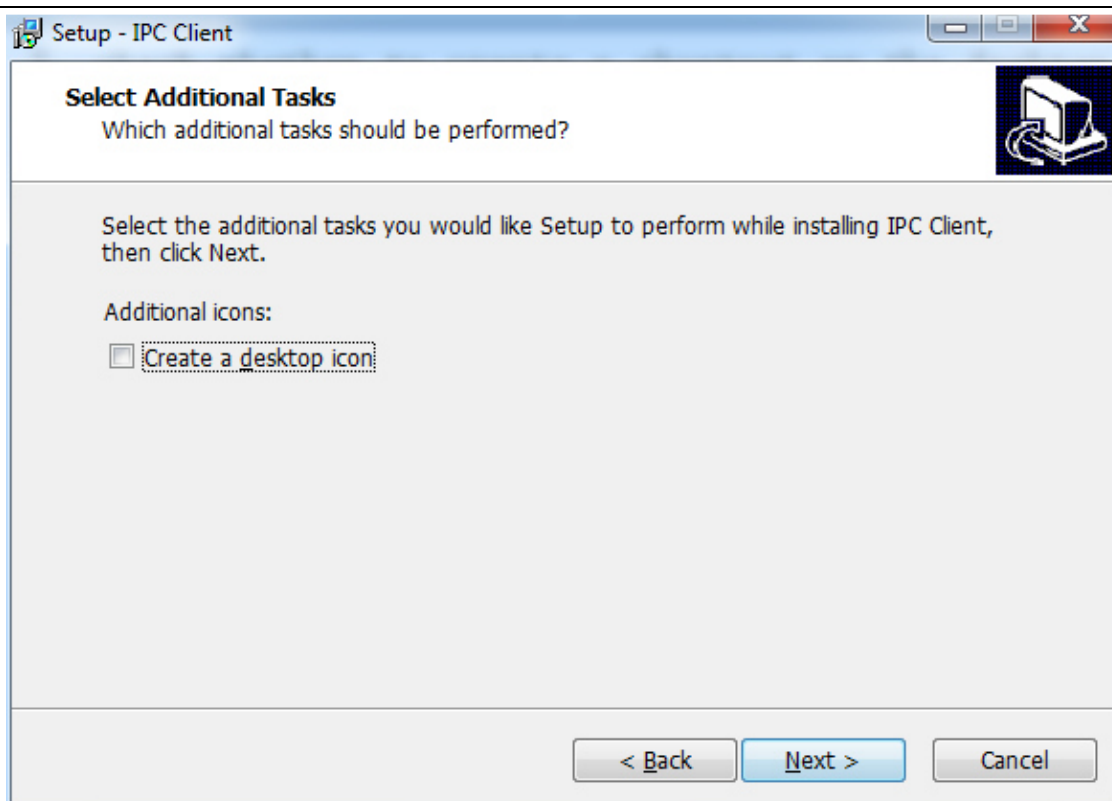 Setup - IPC Client
Select Additional Tasks
Which additional tasks should be performed?
Select the additional tasks you would like Setup to perform while installing IPC Client,
then click Next.
Additional icons:
Create a desktop icon
< Back
Next >
Cancel